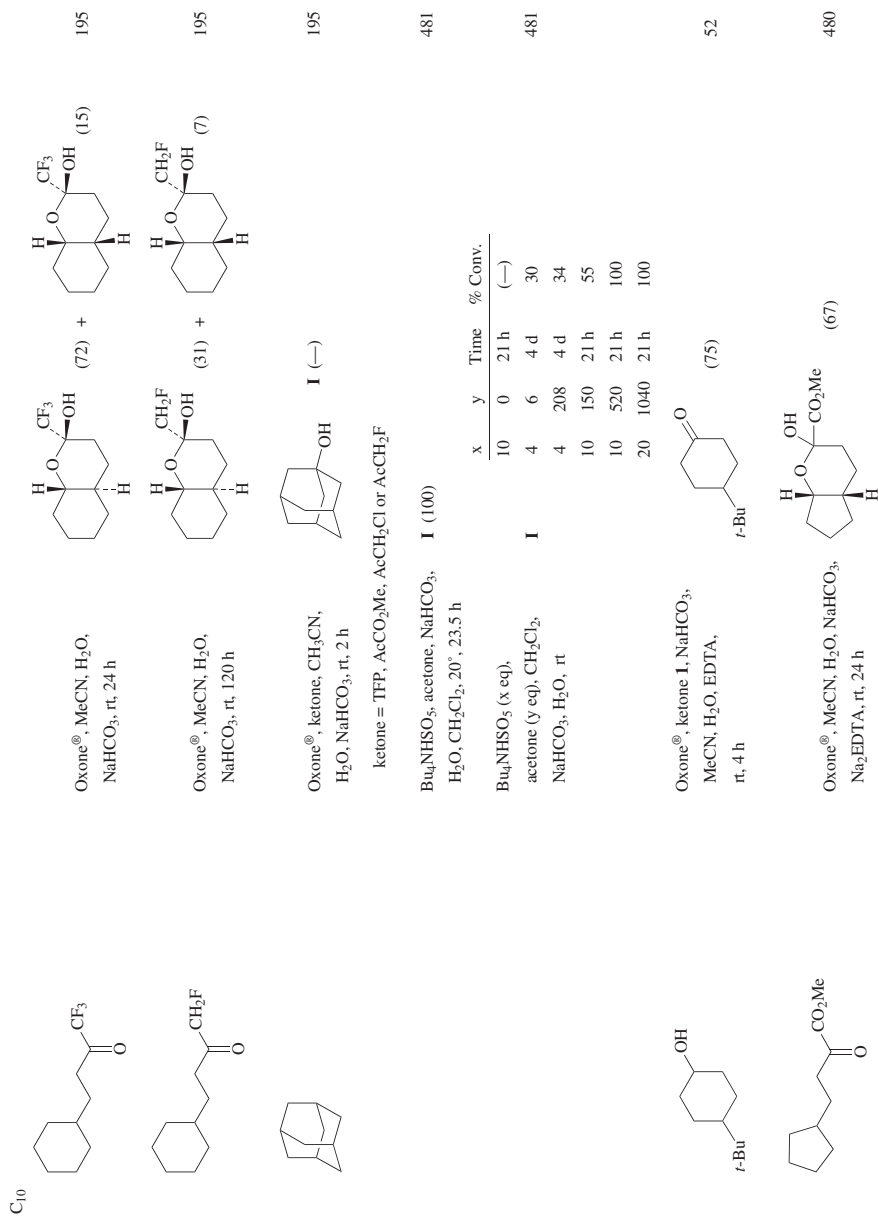 C10
CF3
O
Oxone®, MeCN, H2O,
NaHCO3, rt, 24 h
H
O
CF3
OH
H
(72) +
H
O
CF3
OH
H
(15)
195
CH2F
O
Oxone®, MeCN, H2O,
NaHCO3, rt, 120 h
H
O
CH2F
OH
H
(31) +
H
O
CH2F
OH
H
(7)
195
Oxone®, ketone, CH3CN,
H2O, NaHCO3, rt, 2 h
OH
I (—)
195
ketone = TFP, AcCO2Me, AcCH2Cl or AcCH2F
Bu4NHSO5, acetone, NaHCO3,
H2O, CH2Cl2, 20°, 23.5 h
I (100)
481
Bu4NHSO5 (x eq),
acetone (y eq), CH2Cl2,
NaHCO3, H2O, rt
I
481
x y Time % Conv.
10 0 21 h (—)
4 6 4 d 30
4 208 4 d 34
10 150 21 h 55
10 520 21 h 100
20 1040 21 h 100
OH
t-Bu
Oxone®, ketone 1, NaHCO3,
MeCN, H2O, EDTA,
rt, 4 h
O
t-Bu
(75)
52
CO2Me
O
Oxone®, MeCN, H2O, NaHCO3,
Na2EDTA, rt, 24 h
H
O
OH
CO2Me
H
(67)
480